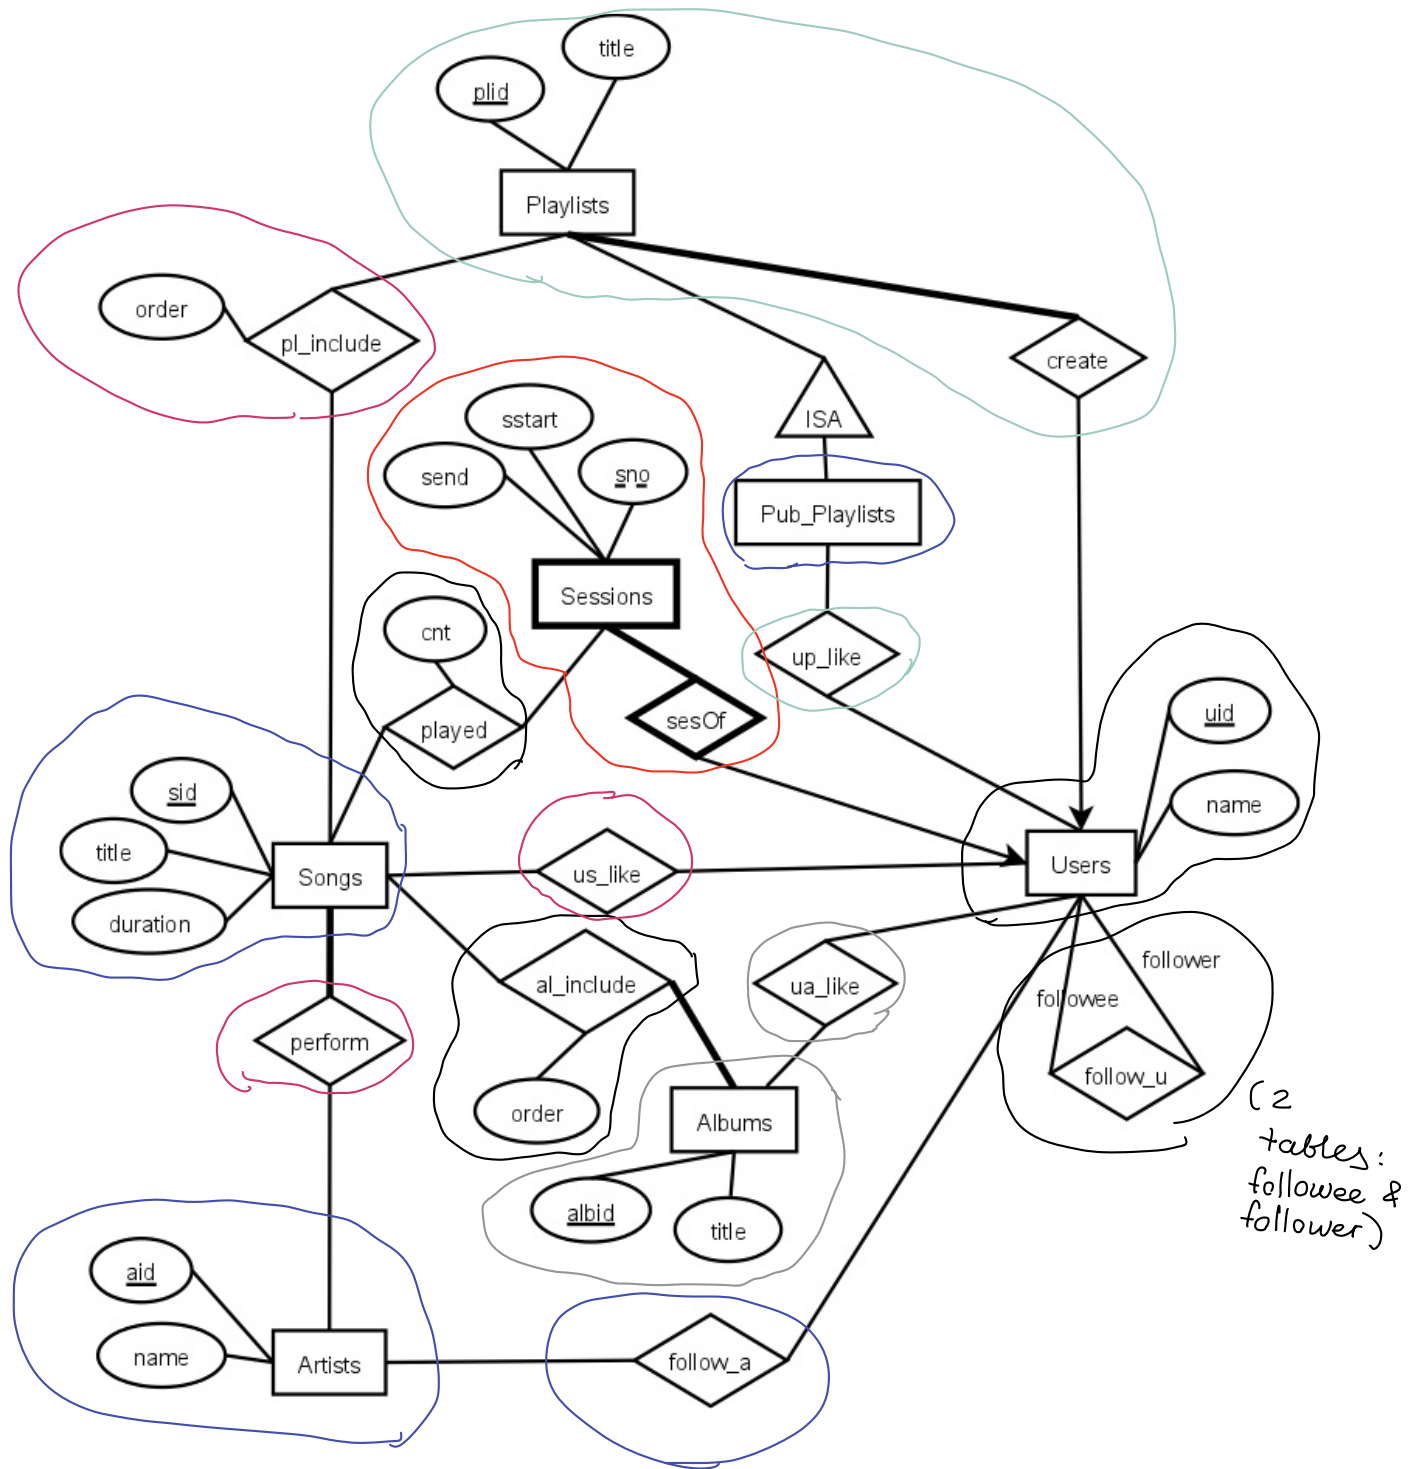 title
plid
Playlists
order
pl_include
create
sstart
ISA
send
sno
Pub_Playlists
Sessions
cnt
up_like
played
sesOf
uid
sid
name
title
Songs
us_like
Users
duration
follower
al_include
ua_like
followee
perform
follow_u
order
Albums
(2
tables:
followee &
follower)
albid
title
aid
name
Artists
follow_a